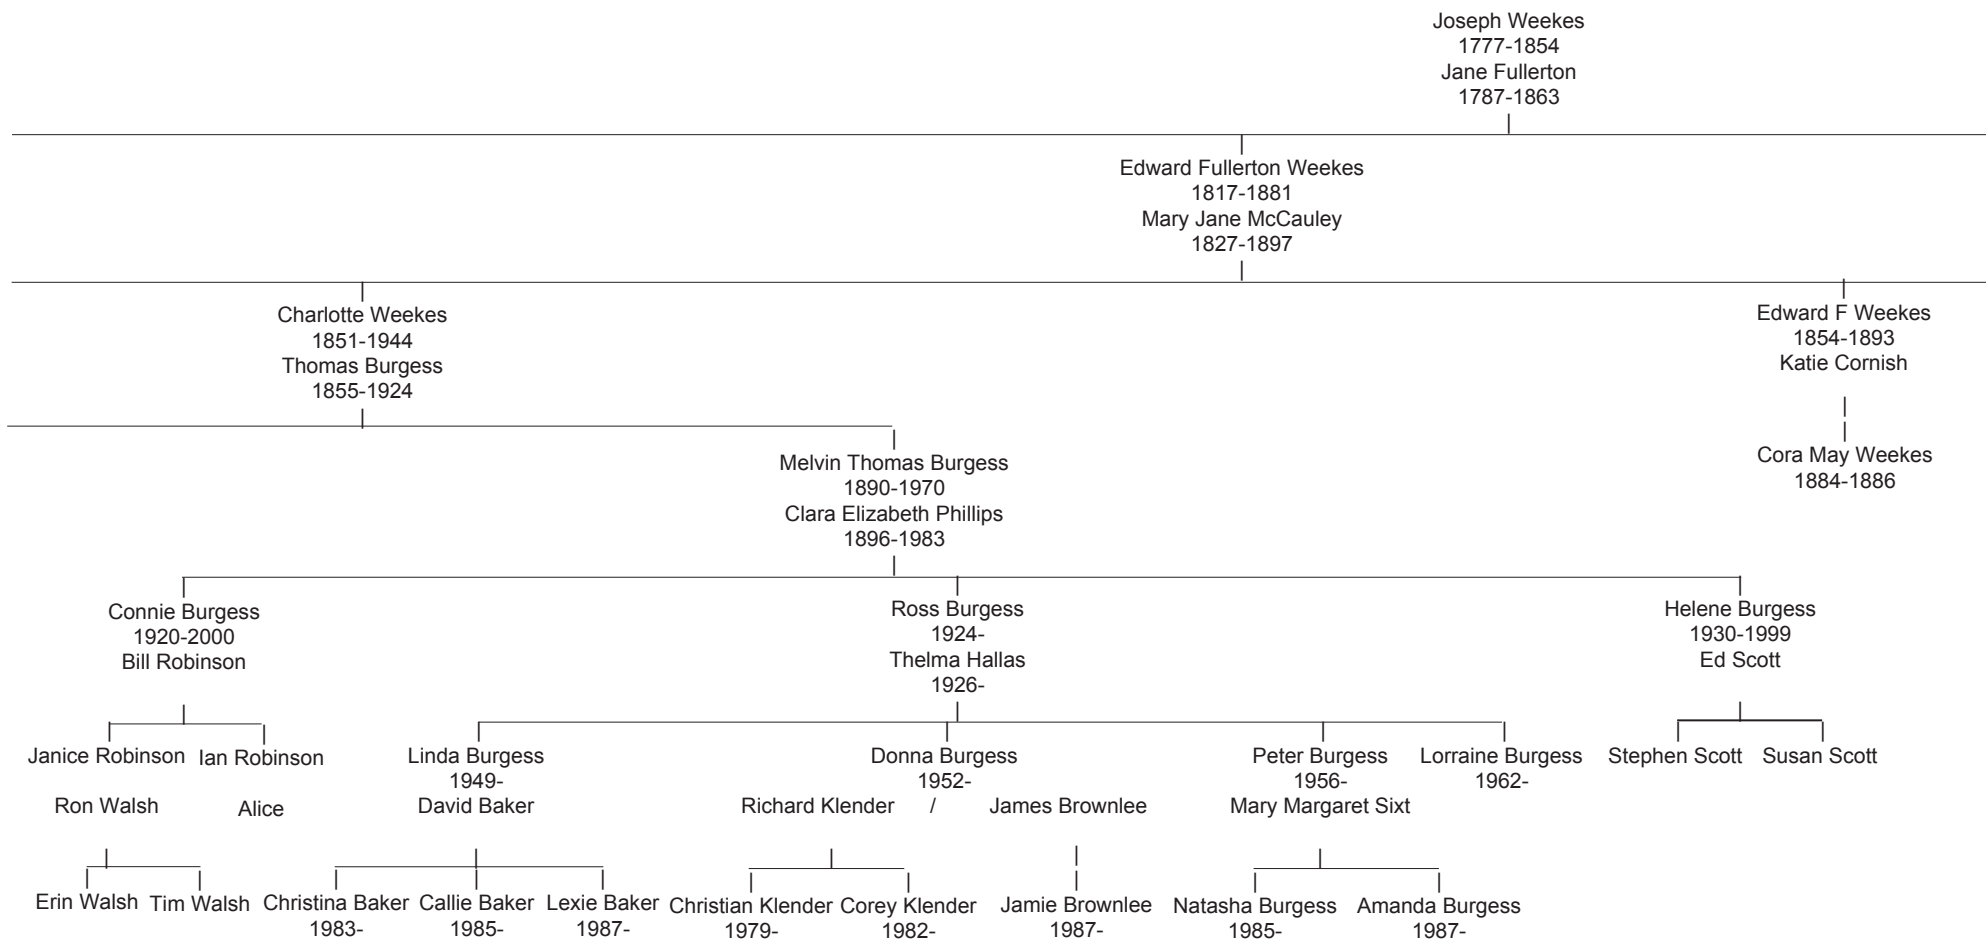 Joseph Weekes
1777-1854
Jane Fullerton
1787-1863
Edward Fullerton Weekes
1817-1881
Mary Jane McCauley
1827-1897
Charlotte Weekes
1851-1944
Thomas Burgess
1855-1924
Edward F Weekes
1854-1893
Katie Cornish
Melvin Thomas Burgess
1890-1970
Clara Elizabeth Phillips
1896-1983
Cora May Weekes
1884-1886
Connie Burgess
1920-2000
Bill Robinson
Ross Burgess
1924-
Thelma Hallas
1926-
Helene Burgess
1930-1999
Ed Scott
Janice Robinson
Ron Walsh
Ian Robinson
Alice
Linda Burgess
1949-
David Baker
Donna Burgess
1952-
Richard Klender / James Brownlee
Peter Burgess
1956-
Mary Margaret Sixt
Lorraine Burgess
1962-
Stephen Scott
Susan Scott
Erin Walsh
Tim Walsh
Christina Baker
1983-
Callie Baker
1985-
Lexie Baker
1987-
Christian Klender
1979-
Corey Klender
1982-
Jamie Brownlee
1987-
Natasha Burgess
1985-
Amanda Burgess
1987-